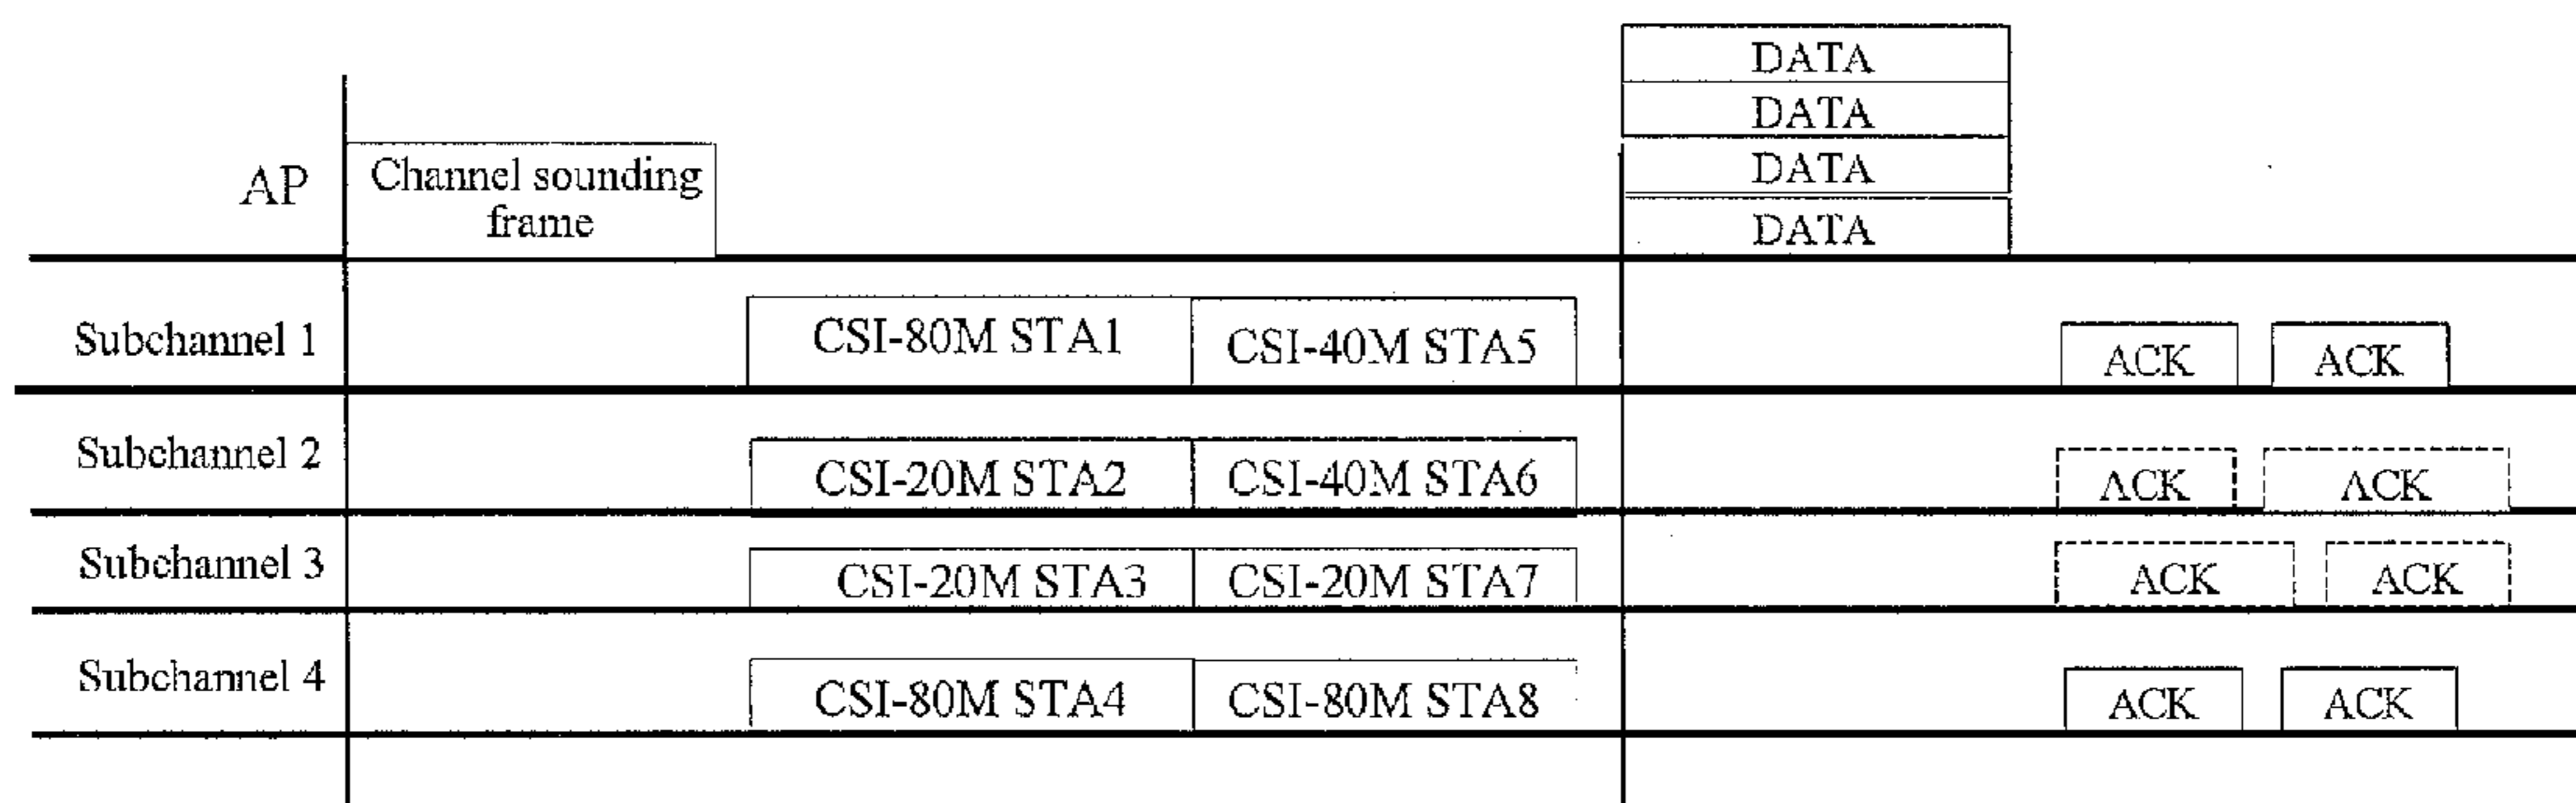 DATA
DATA
DATA
DATA
AP
Channel sounding
frame
Subchannel 1
CSI-80M STA1
CSI-40M STA5
ACK
ACK
Subchannel 2
CSI-20M STA2
CSI-40M STA6
ACK
ACK
Subchannel 3
CSI-20M STA3
CSI-20M STA7
ACK
ACK
Subchannel 4
CSI-80M STA4
CSI-80M STA8
ACK
ACK